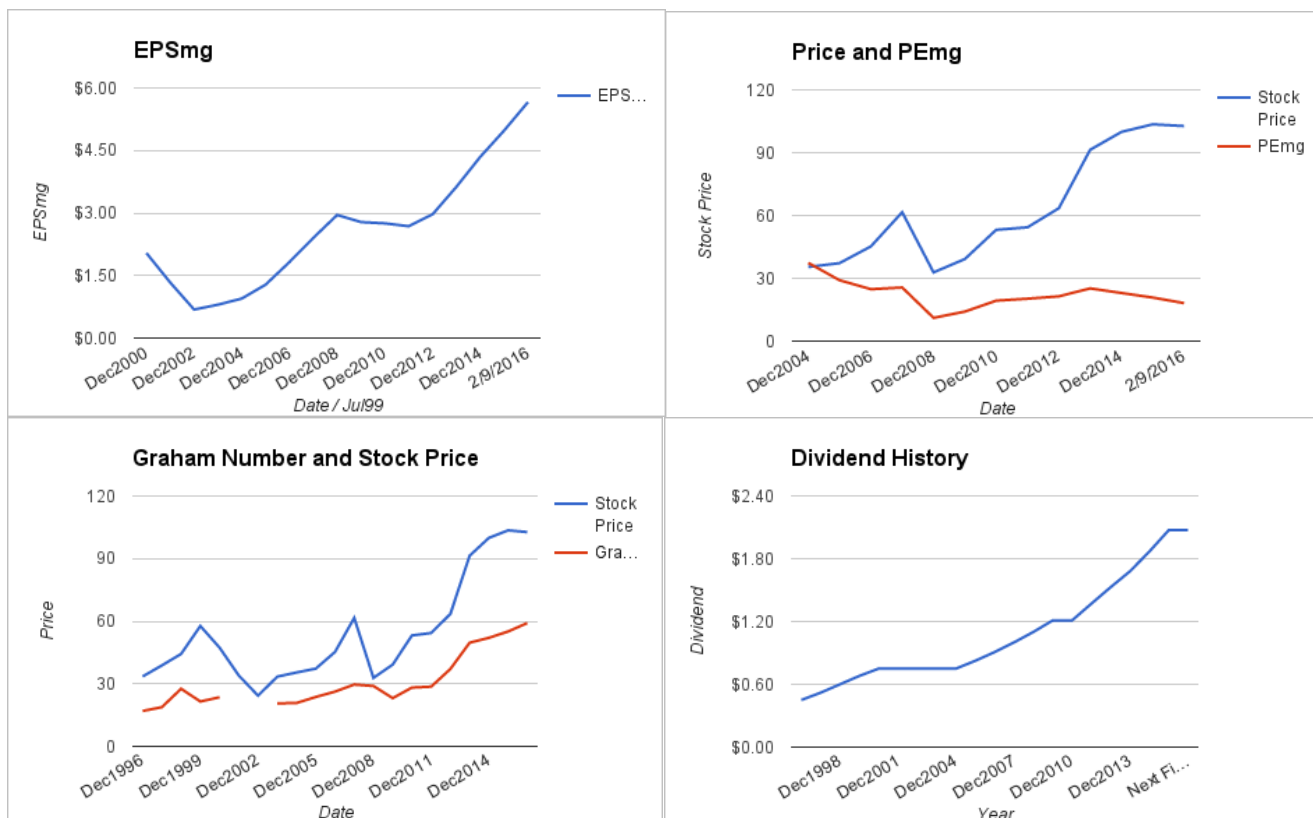 EPSmg
$6.00
$4.50
$3.00
$1.50
$0.00
EPSmg
EPS...
Dec2000
Dec2002
Dec2004
Dec2006
Dec2008
Dec2010
Dec2012
Dec2014
2/9/2016
Date / Jul99
Price and PEmg
120
90
60
30
0
Stock Price
Stock
Price
PEmg
Dec2004
Dec2006
Dec2008
Dec2010
Dec2012
Dec2014
2/9/2016
Date
Graham Number and Stock Price
120
90
60
30
0
Price
Stock
Price
Gra...
Dec1996
Dec1999
Dec2002
Dec2005
Dec2008
Dec2011
Dec2014
Date
Dividend History
$2.40
$1.80
$1.20
$0.60
$0.00
Dividend
Dec1998
Dec2001
Dec2004
Dec2007
Dec2010
Dec2013
Next Fi...
Year